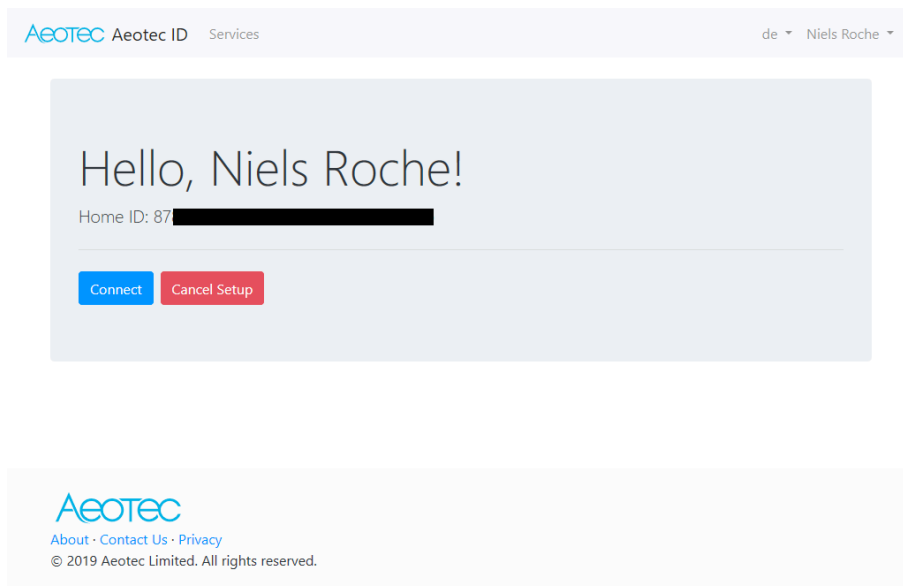 Aeotec Aeotec ID Services de Niels Roche
Hello, Niels Roche!
Home ID: 87
Connect Cancel Setup
Aeotec
About · Contact Us · Privacy
© 2019 Aeotec Limited. All rights reserved.